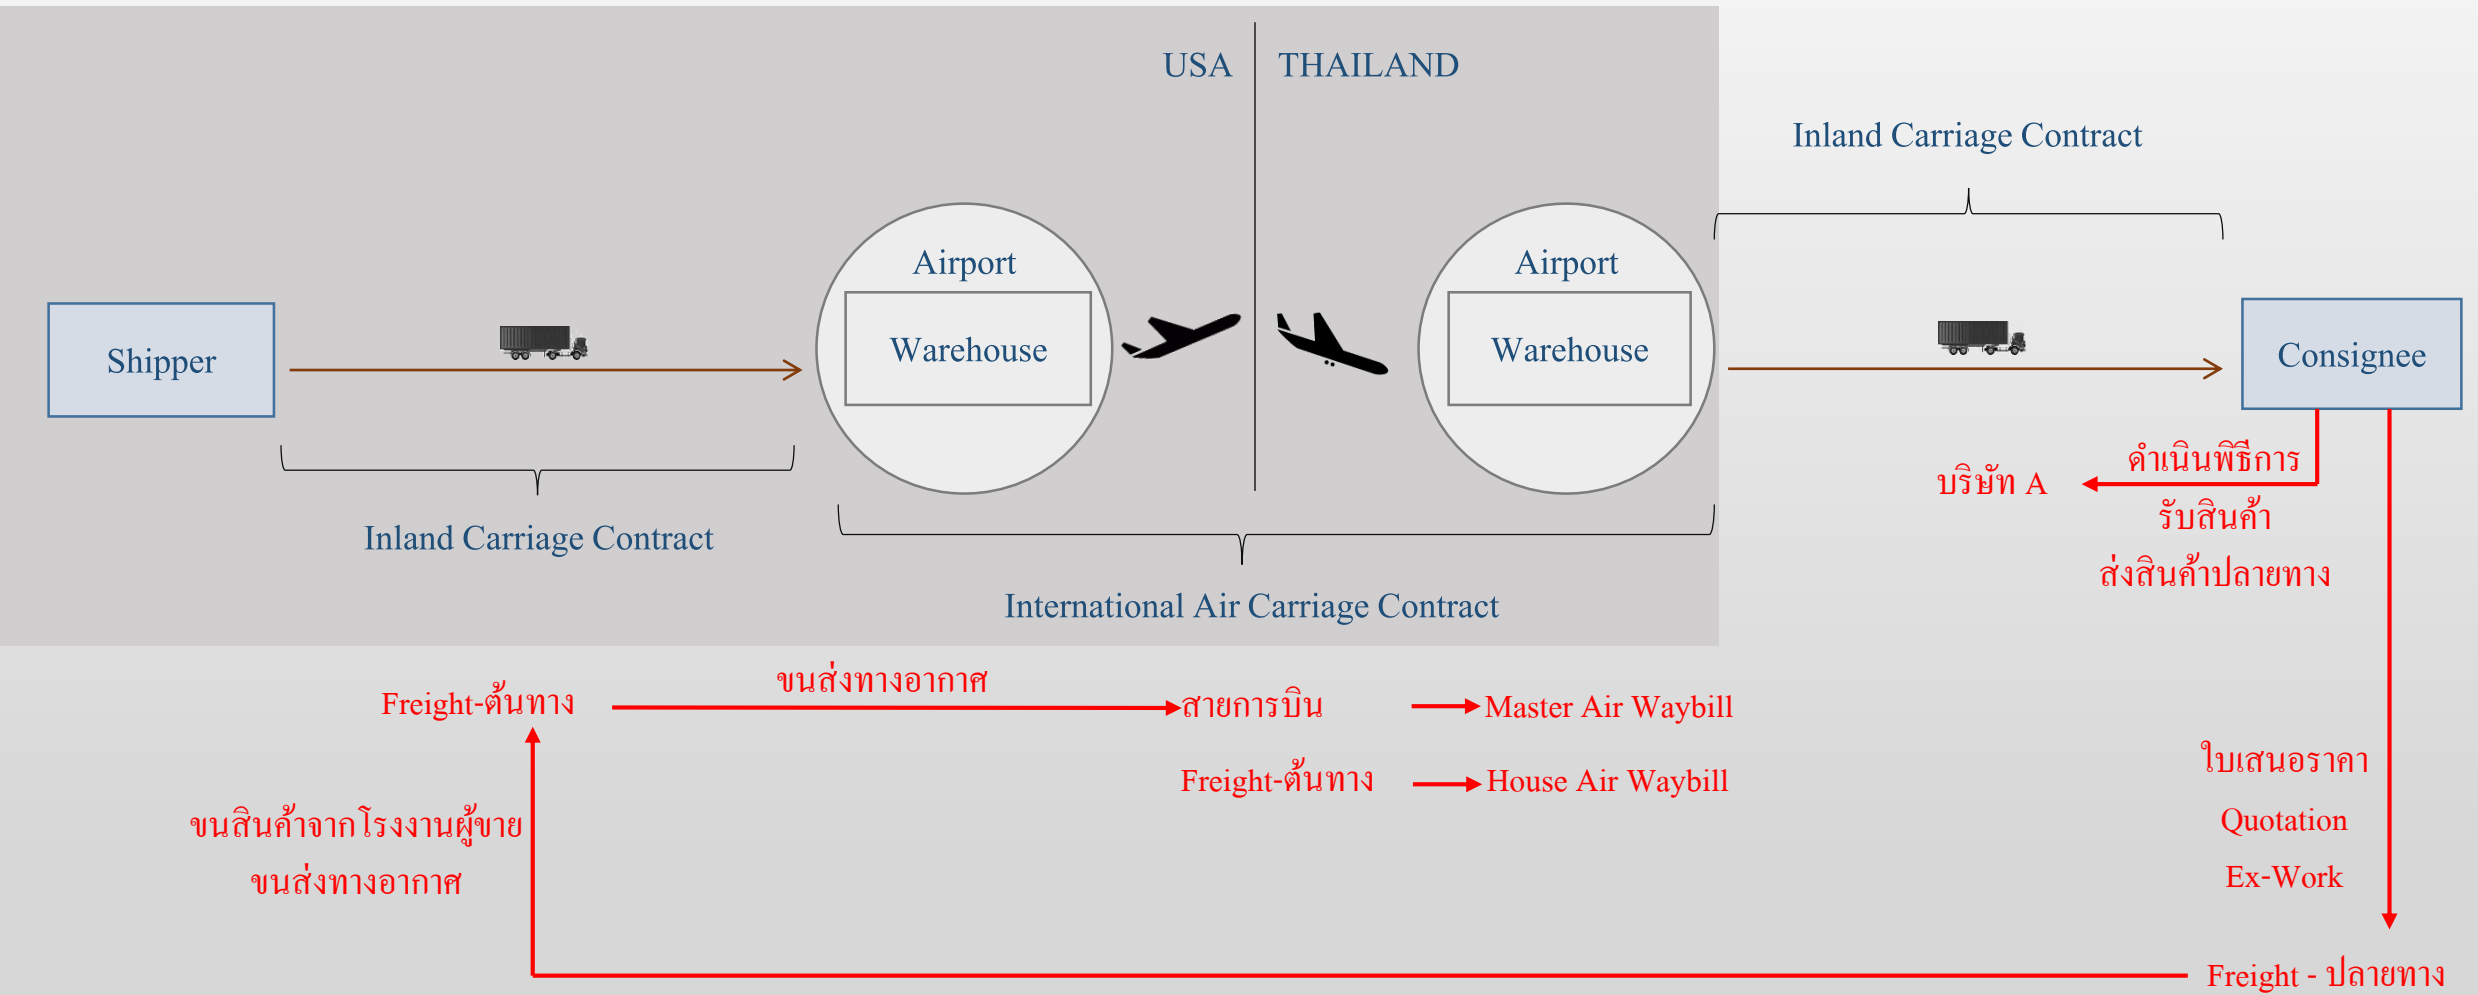 USA
THAILAND
Inland Carriage Contract
Airport
Airport
Shipper
Warehouse
Warehouse
Consignee
ดำเนินพิธีการ
บริษัท A
รับสินค้า
ส่งสินค้าปลายทาง
Inland Carriage Contract
International Air Carriage Contract
Freight-ต้นทาง
ขนส่งทางอากาศ
สายการบิน
Master Air Waybill
Freight-ต้นทาง
House Air Waybill
ใบเสนอราคา
Quotation
Ex-Work
ขนสินค้าจากโรงงานผู้ขาย
ขนส่งทางอากาศ
Freight - ปลายทาง